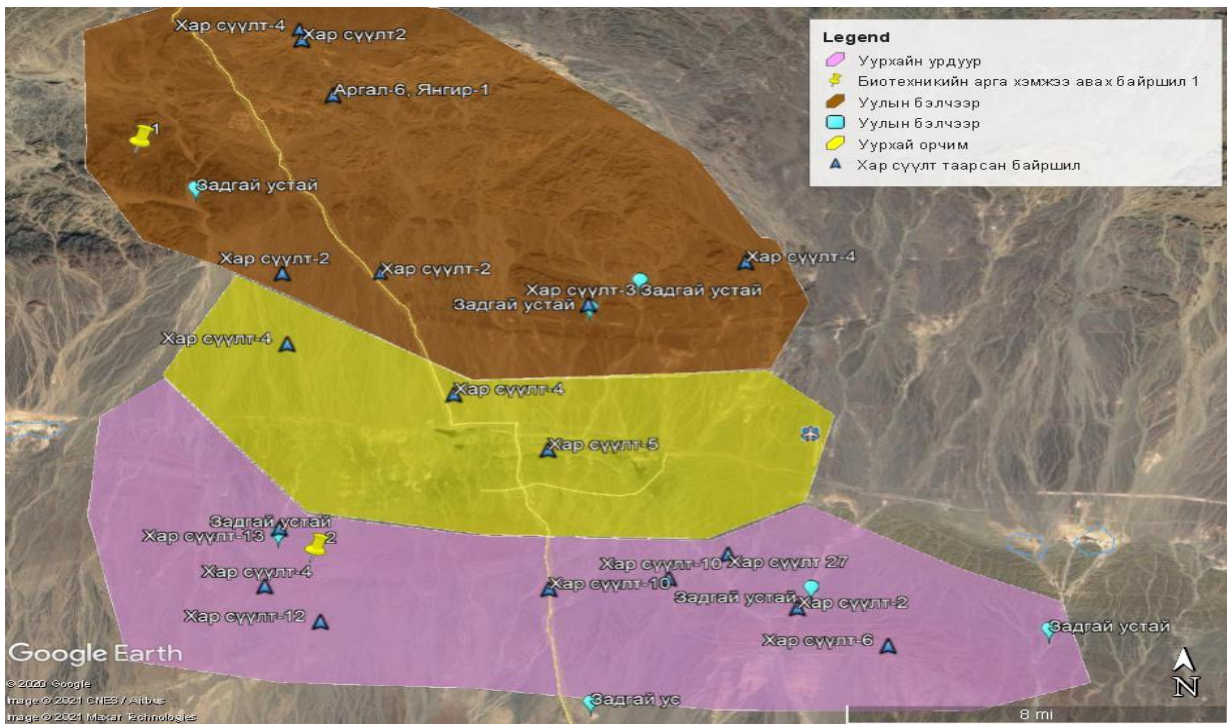 Хар сүүлт-4
Хар сүүлт2
Аргал-6, Янгир-1
1
Задгай устай
Хар сүүлт-2
Хар сүүлт-2
Хар сүүлт-4
Хар сүүлт-3
Задгай устай
Задгай устай
Хар сүүлт-4
Хар сүүлт-4
Хар сүүлт-5
Задгай устай
Хар сүүлт-13
2
Хар сүүлт-4
Хар сүүлт-12
Хар сүүлт-10
Хар сүүлт 27
Хар сүүлт-10
Задгай устай
Хар сүүлт-2
Хар сүүлт-6
Задгай устай
Задгай ус
Legend
Уурхайн урдуур
Биотехникийн арга хэмжээ авах байршил 1
Уулын бэлчээр
Уулын бэлчээр
Уурхай орчим
Хар сүүлт таарсан байршил
Google Earth
© 2020 Google
Image © 2021 CNES / Airbus
Image © 2021 Maxar Technologies
N
8 mi